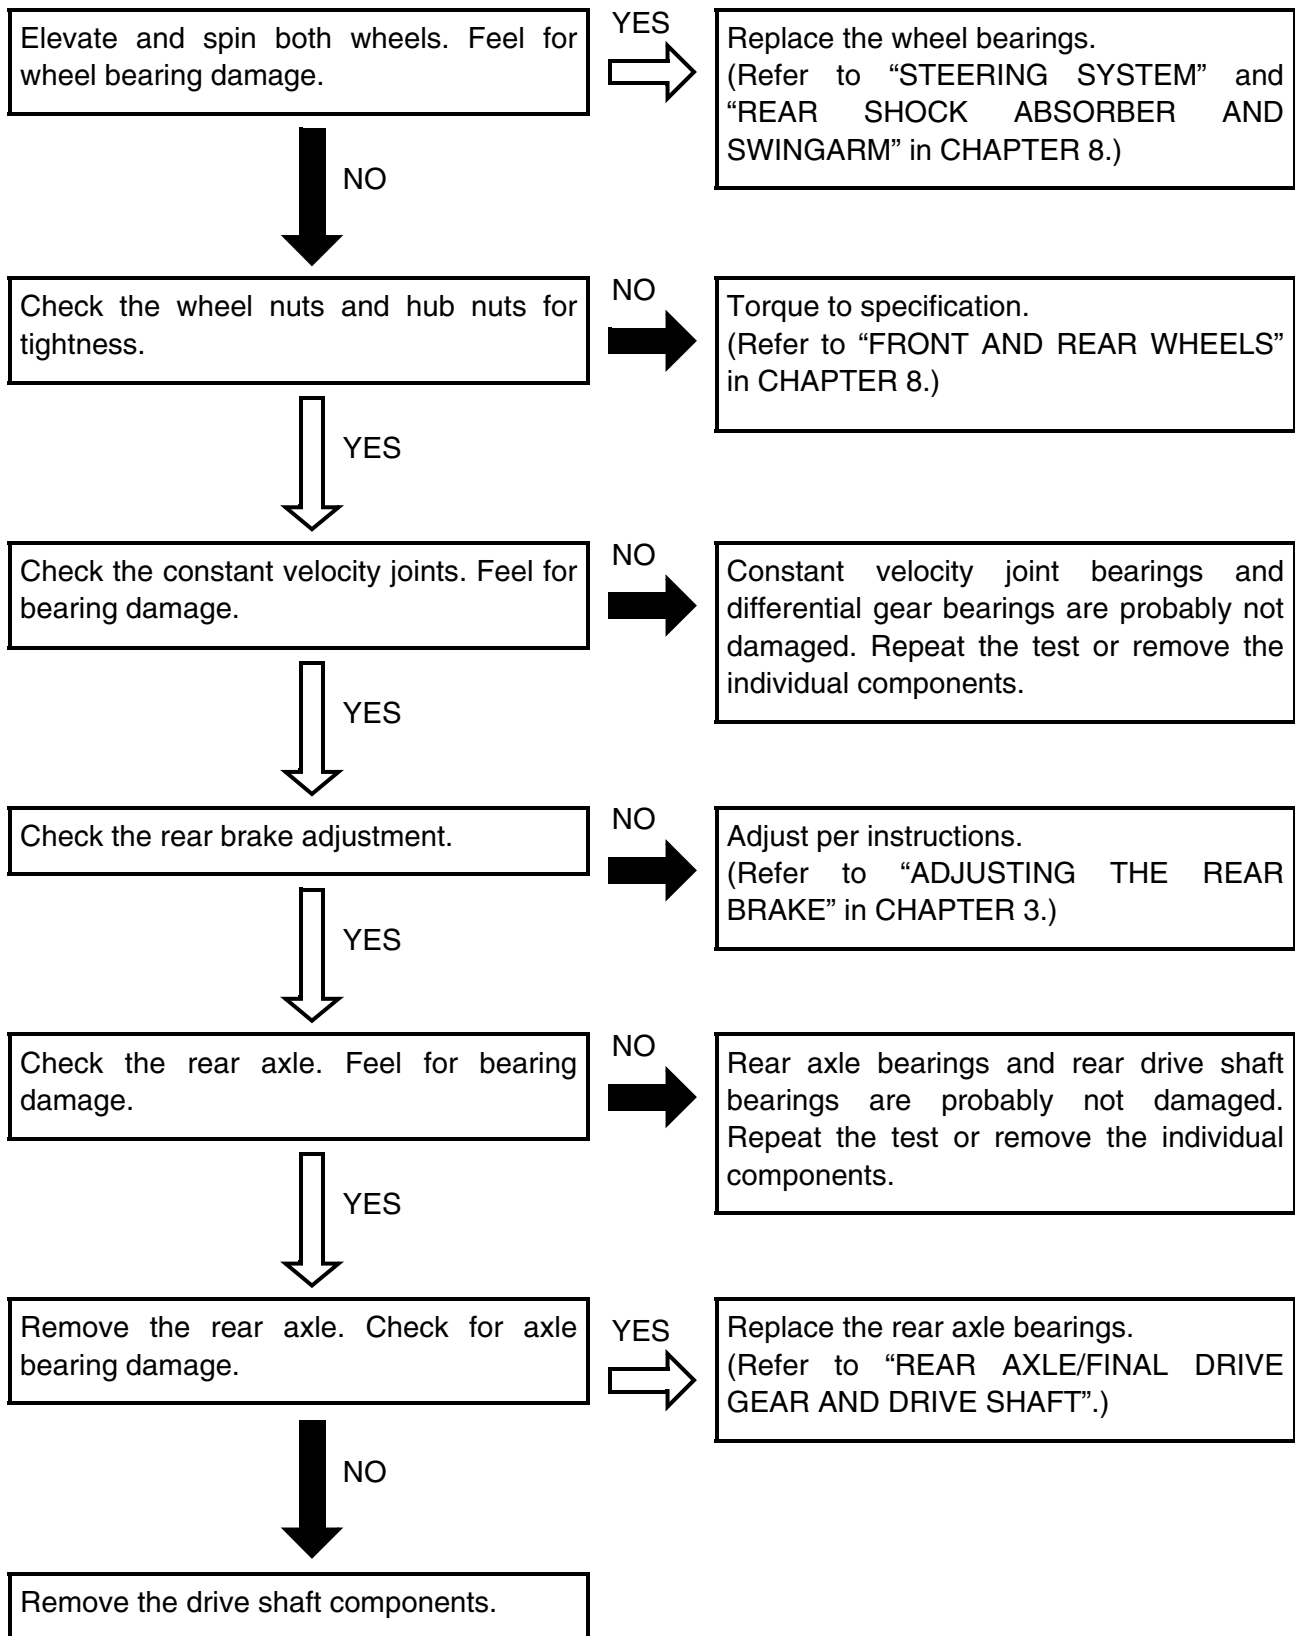 Elevate and spin both wheels. Feel for
wheel bearing damage.
YES
Replace the wheel bearings.
(Refer to “STEERING SYSTEM” and
“REAR SHOCK ABSORBER AND
SWINGARM” in CHAPTER 8.)
NO
Check the wheel nuts and hub nuts for
tightness.
NO
Torque to specification.
(Refer to “FRONT AND REAR WHEELS”
in CHAPTER 8.)
YES
Check the constant velocity joints. Feel for
bearing damage.
NO
Constant velocity joint bearings and
differential gear bearings are probably not
damaged. Repeat the test or remove the
individual components.
YES
Check the rear brake adjustment.
NO
Adjust per instructions.
(Refer to “ADJUSTING THE REAR
BRAKE” in CHAPTER 3.)
YES
Check the rear axle. Feel for bearing
damage.
NO
Rear axle bearings and rear drive shaft
bearings are probably not damaged.
Repeat the test or remove the individual
components.
YES
Remove the rear axle. Check for axle
bearing damage.
YES
Replace the rear axle bearings.
(Refer to “REAR AXLE/FINAL DRIVE
GEAR AND DRIVE SHAFT”.)
NO
Remove the drive shaft components.